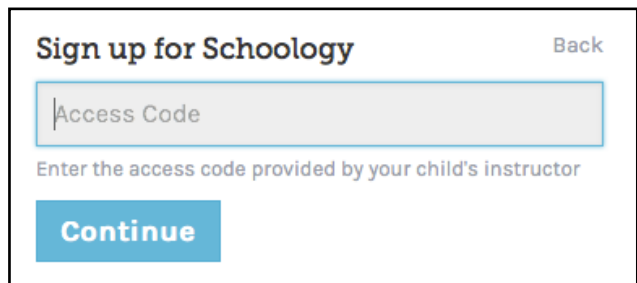 Sign up for Schoology Back
Access Code
Enter the access code provided by your child's instructor
Continue